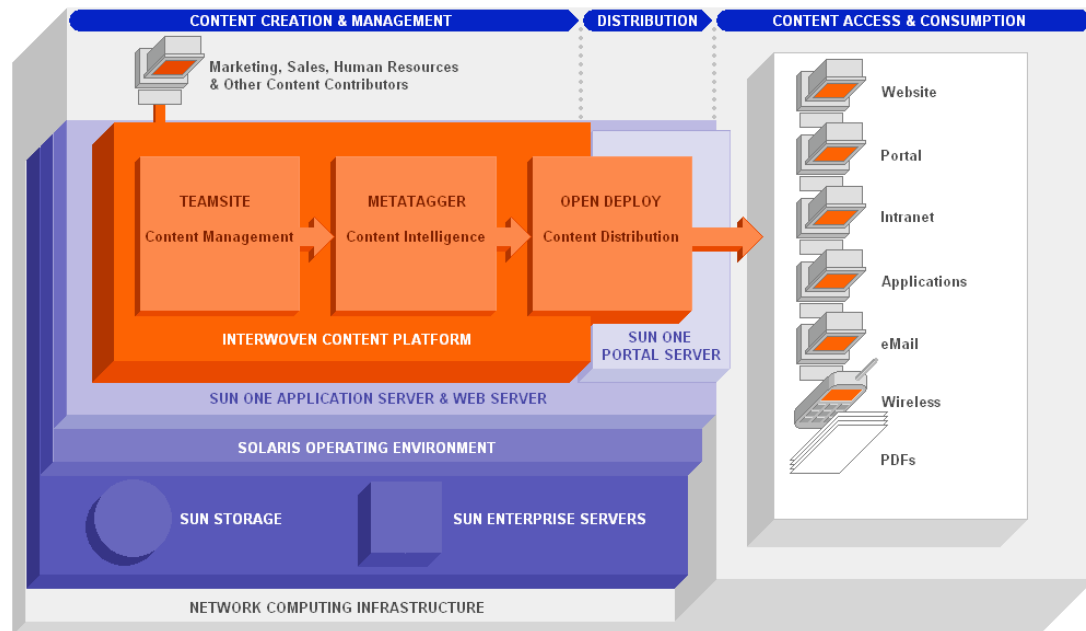 CONTENT CREATION & MANAGEMENT
DISTRIBUTION
CONTENT ACCESS & CONSUMPTION
Marketing, Sales, Human Resources
& Other Content Contributors
TEAMSITE
Content Management
METATAGGER
Content Intelligence
OPEN DEPLOY
Content Distribution
INTERWOVEN CONTENT PLATFORM
SUN ONE
PORTAL SERVER
SUN ONE APPLICATION SERVER & WEB SERVER
SOLARIS OPERATING ENVIRONMENT
SUN STORAGE
SUN ENTERPRISE SERVERS
NETWORK COMPUTING INFRASTRUCTURE
Website
Portal
Intranet
Applications
eMail
Wireless
PDFs